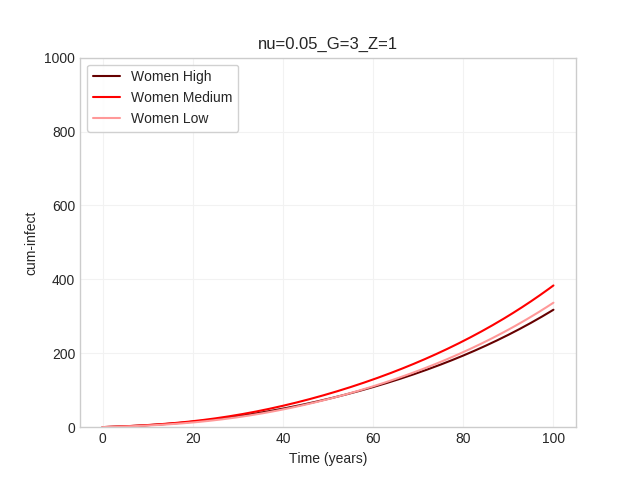 nu=0.05_G=3_Z=1
Women High
Women Medium
Women Low
cum-infect
1000
800
600
400
200
0
0 20 40 60 80 100
Time (years)